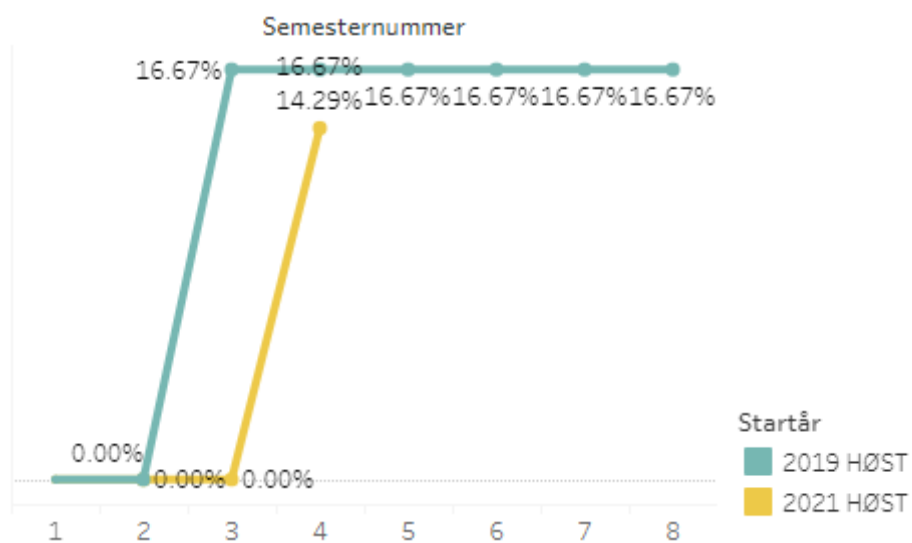 Semesternummer
16.67% 16.67%
14.29% 16.67% 16.67% 16.67% 16.67%
0.00%
0.00% 0.00%
Startår
2019 HØST
2021 HØST
1 2 3 4 5 6 7 8